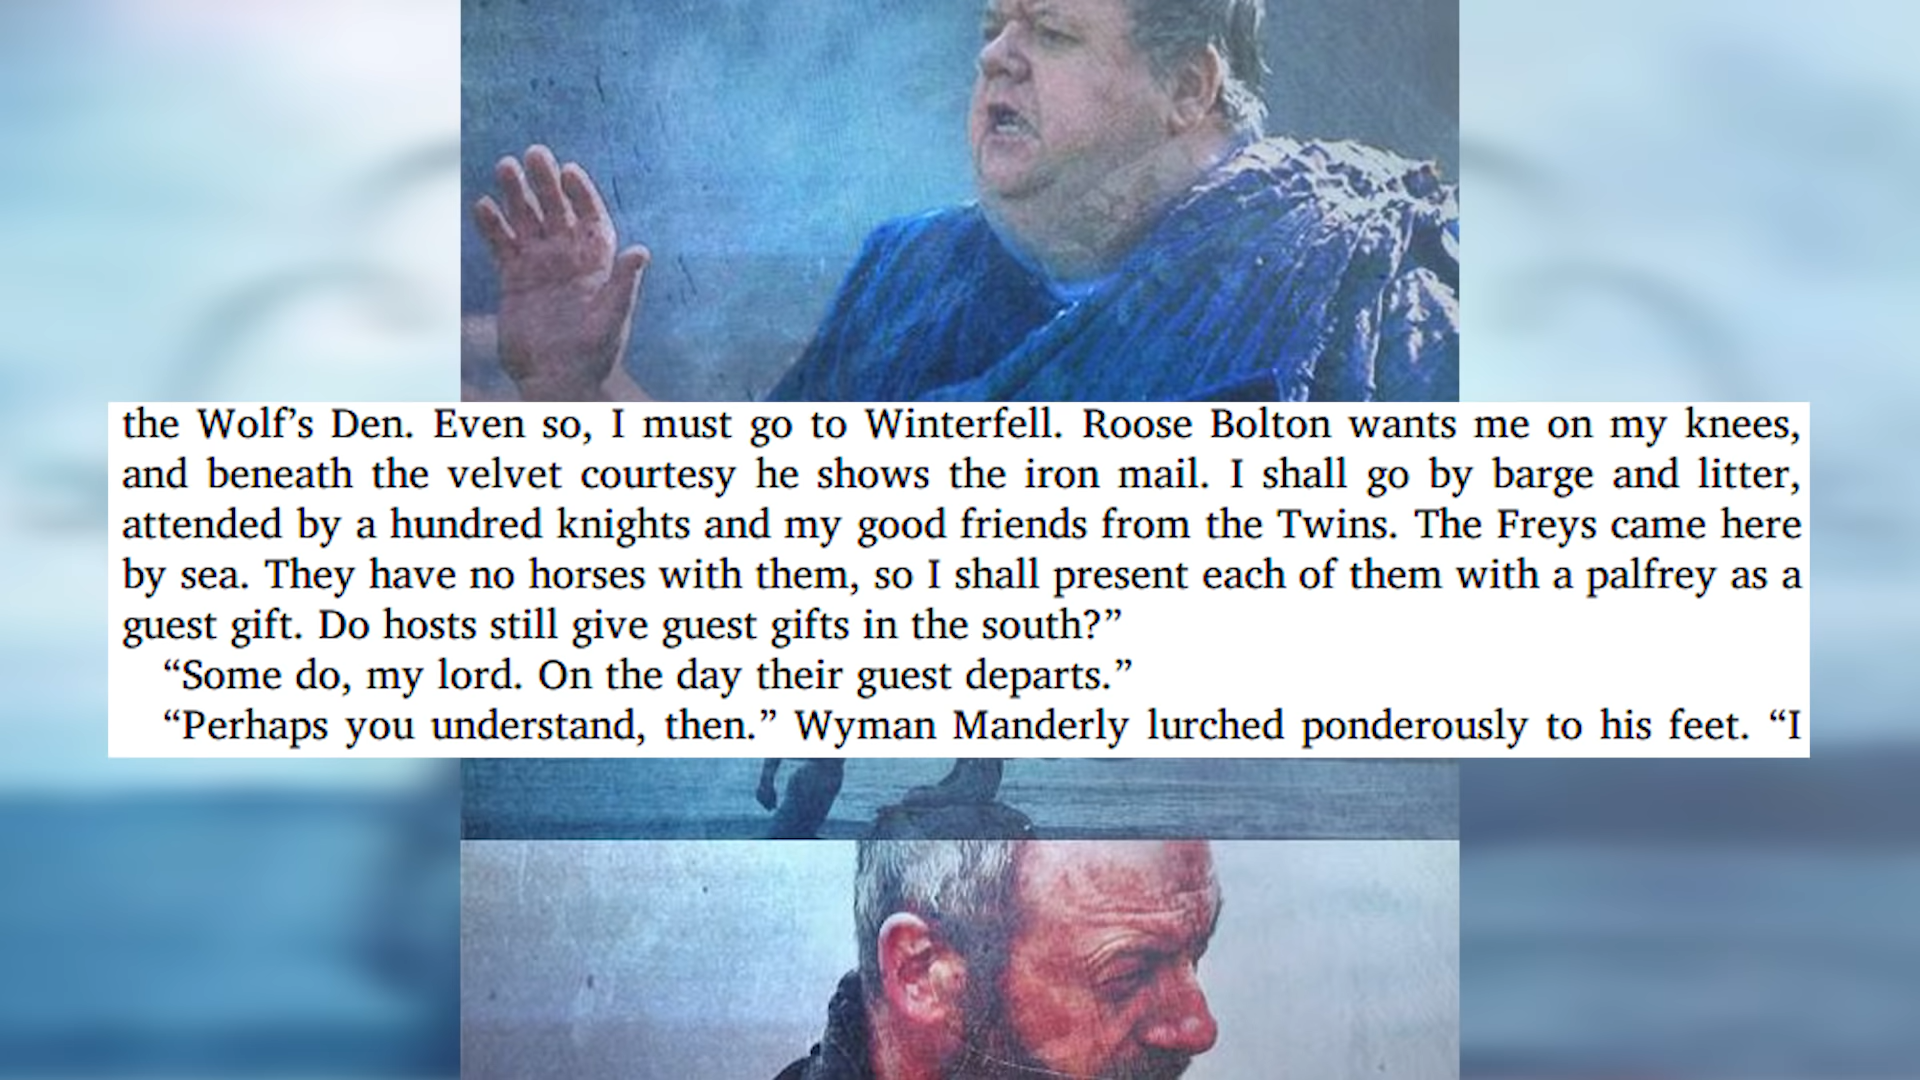 the Wolf’s Den. Even so, I must go to Winterfell. Roose Bolton wants me on my knees,
and beneath the velvet courtesy he shows the iron mail. I shall go by barge and litter,
attended by a hundred knights and my good friends from the Twins. The Freys came here
by sea. They have no horses with them, so I shall present each of them with a palfrey as a
guest gift. Do hosts still give guest gifts in the south?”
“Some do, my lord. On the day their guest departs.”
“Perhaps you understand, then.” Wyman Manderly lurched ponderously to his feet. “I